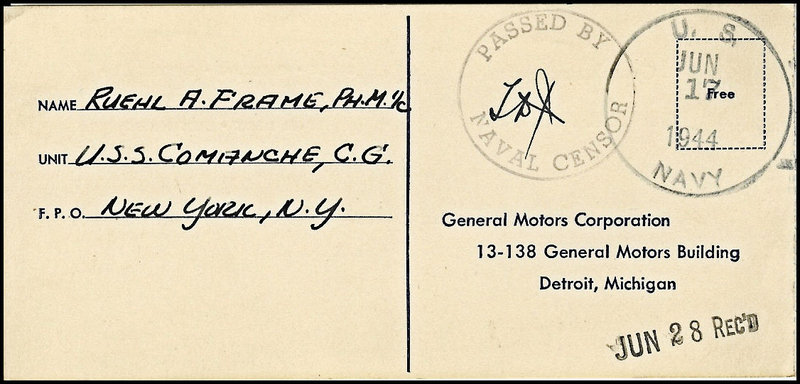 NAME RUEHL A. FRAME, PH.M. 1/C
UNIT U.S.S. COMANCHE, C.G.
F. P. O. NEW YORK, N.Y.
PASSED BY
NAVAL CENSOR
U. S.
JUN
17
1944
NAVY
Free
General Motors Corporation
13-138 General Motors Building
Detroit, Michigan
JUN 28 REC'D